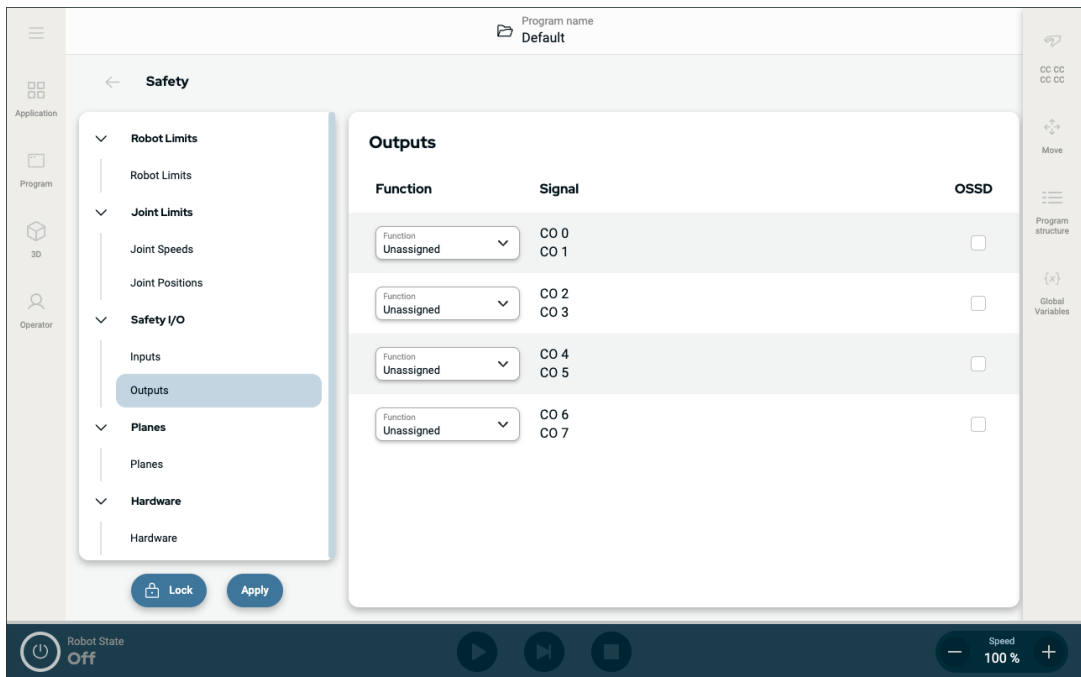 Program name
Default
Application
Program
3D
Operator
Safety
Robot Limits
Robot Limits
Joint Limits
Joint Speeds
Joint Positions
Safety I/O
Inputs
Outputs
Planes
Planes
Hardware
Hardware
Lock
Apply
Outputs
Function
Signal
OSSD
Function
Unassigned
CO 0
CO 1
Function
Unassigned
CO 2
CO 3
Function
Unassigned
CO 4
CO 5
Function
Unassigned
CO 6
CO 7
CC CC
CC CC
Move
Program
structure
{x}
Global
Variables
Robot State
Off
Speed
100 %